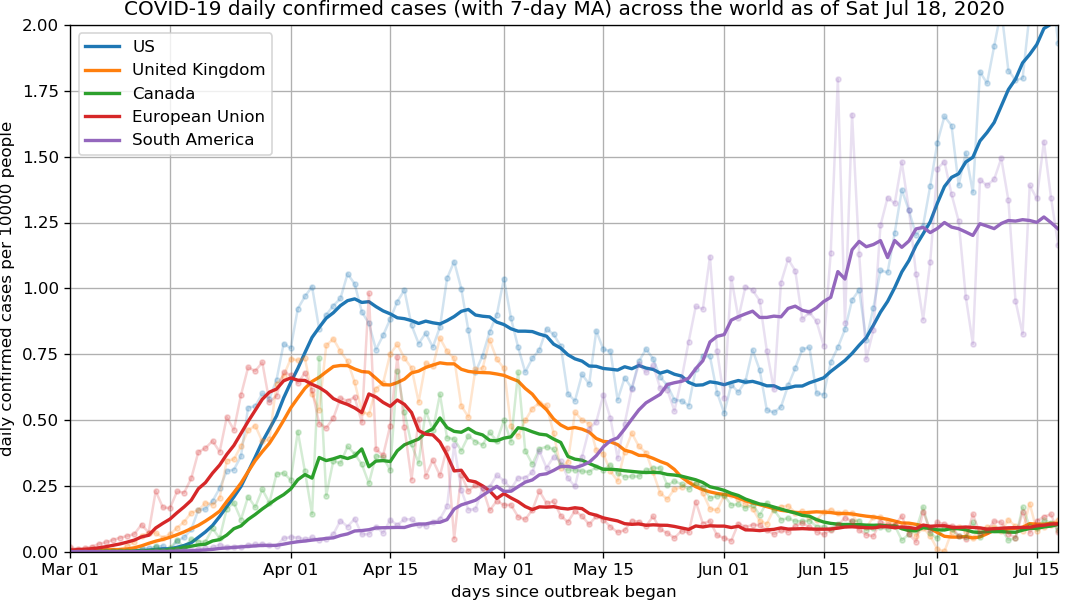 COVID-19 daily confirmed cases (with 7-day MA) across the world as of Sat Jul 18, 2020
daily confirmed cases per 10000 people
2.00
1.75
1.50
1.25
1.00
0.75
0.50
0.25
0.00
US
United Kingdom
Canada
European Union
South America
Mar 01 Mar 15 Apr 01 Apr 15 May 01 May 15 Jun 01 Jun 15 Jul 01 Jul 15
days since outbreak began